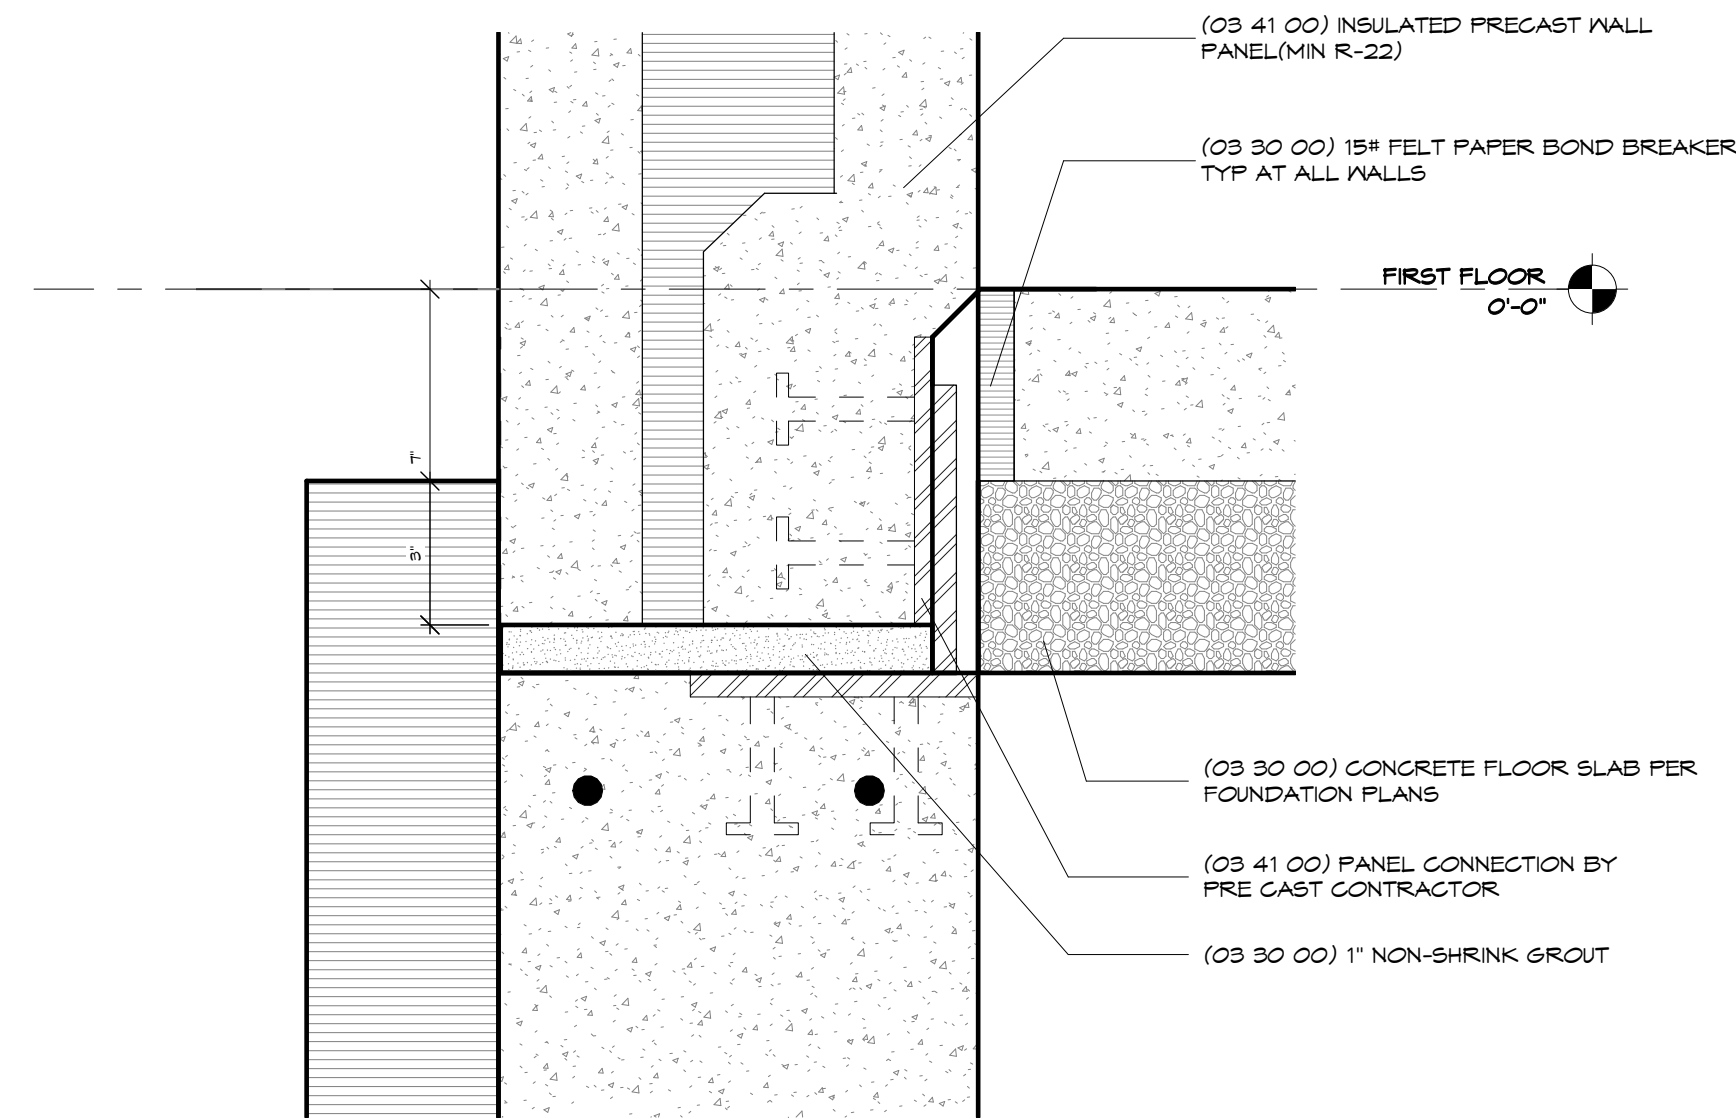 (03 41 00) INSULATED PRECAST WALL
PANEL(MIN R-22)
(03 30 00) 15# FELT PAPER BOND BREAKER
TYP AT ALL WALLS
FIRST FLOOR
0'-0"
7"
3"
(03 30 00) CONCRETE FLOOR SLAB PER
FOUNDATION PLANS
(03 41 00) PANEL CONNECTION BY
PRE CAST CONTRACTOR
(03 30 00) 1" NON-SHRINK GROUT